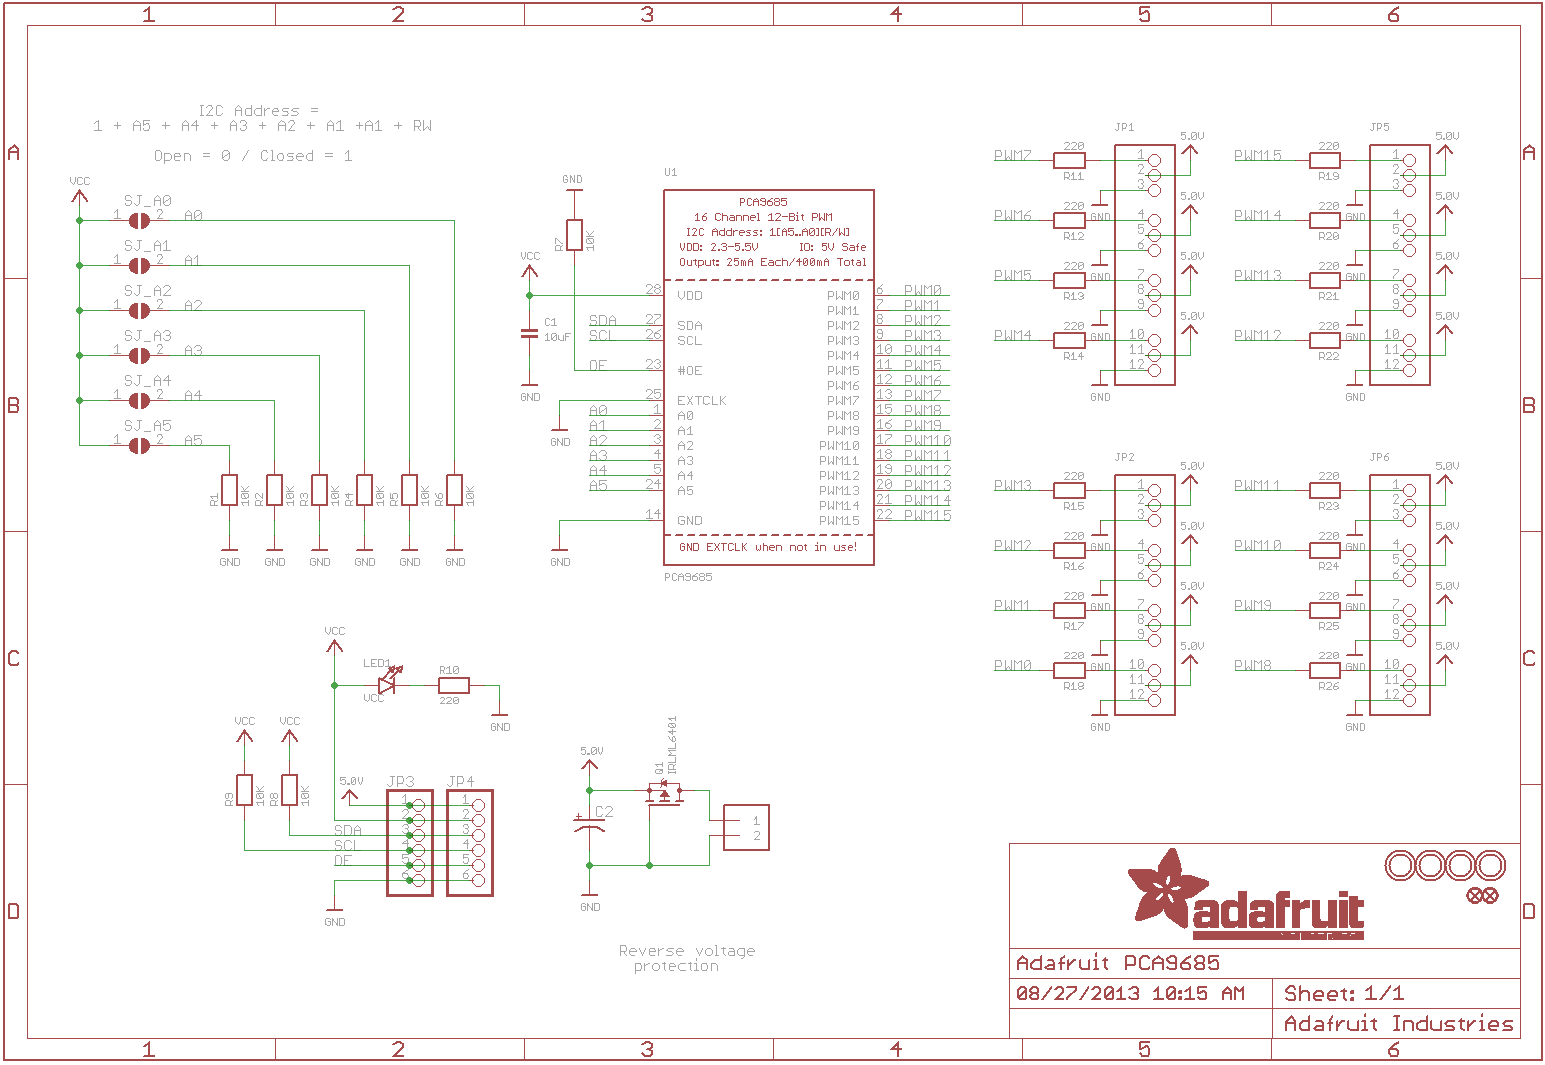 1 2 3 4 5 6
A
B
C
D
A
B
C
D
1 2 3 4 5 6
I2C Address =
1 + A5 + A4 + A3 + A2 + A1 +A1 + RW
Open = 0 / Closed = 1
VCC
SJ_A0
1 2 A0
SJ_A1
1 2 A1
SJ_A2
1 2 A2
SJ_A3
1 2 A3
SJ_A4
1 2 A4
SJ_A5
1 2 A5
R1 10K
R2 10K
R3 10K
R4 10K
R5 10K
R6 10K
GND GND GND GND GND GND
GND
R7 10K
VCC
C1
10uF
GND
GND
GND
U1
PCA9685
16 Channel 12-Bit PWM
I2C Address: 1[A5..A0][R/W]
VDD: 2.3-5.5V IO: 5V Safe
Output: 25mA Each/400mA Total
28 VDD
SDA 27 SDA
SCL 26 SCL
OE 23 #OE
25 EXTCLK
A0 1 A0
A1 2 A1
A2 3 A2
A3 4 A3
A4 5 A4
A5 24 A5
14 GND
PWM0 6 PWM0
PWM1 7 PWM1
PWM2 8 PWM2
PWM3 9 PWM3
PWM4 10 PWM4
PWM5 11 PWM5
PWM6 12 PWM6
PWM7 13 PWM7
PWM8 15 PWM8
PWM9 16 PWM9
PWM10 17 PWM10
PWM11 18 PWM11
PWM12 19 PWM12
PWM13 20 PWM13
PWM14 21 PWM14
PWM15 22 PWM15
GND EXTCLK when not in use!
PCA9685
JP1
PWM7 220 R11 1 2 3 5.0V GND
PWM6 220 R12 4 5 6 5.0V GND
PWM5 220 R13 7 8 9 5.0V GND
PWM4 220 R14 10 11 12 5.0V GND
JP5
PWM15 220 R19 1 2 3 5.0V GND
PWM14 220 R20 4 5 6 5.0V GND
PWM13 220 R21 7 8 9 5.0V GND
PWM12 220 R22 10 11 12 5.0V GND
JP2
PWM3 220 R15 1 2 3 5.0V GND
PWM2 220 R16 4 5 6 5.0V GND
PWM1 220 R17 7 8 9 5.0V GND
PWM0 220 R18 10 11 12 5.0V GND
JP6
PWM11 220 R23 1 2 3 5.0V GND
PWM10 220 R24 4 5 6 5.0V GND
PWM9 220 R25 7 8 9 5.0V GND
PWM8 220 R26 10 11 12 5.0V GND
VCC
LED1
VCC
R10
220
GND
VCC VCC
R9 10K
R8 10K
5.0V
JP3 JP4
1 1
2 2
SDA 3 3
SCL 4 4
OE 5 5
6 6
GND
5.0V
+ C2
GND
Q1
IRLML6401
1
2
Reverse voltage
protection
adafruit
Adafruit PCA9685
08/27/2013 10:15 AM
Sheet: 1/1
Adafruit Industries